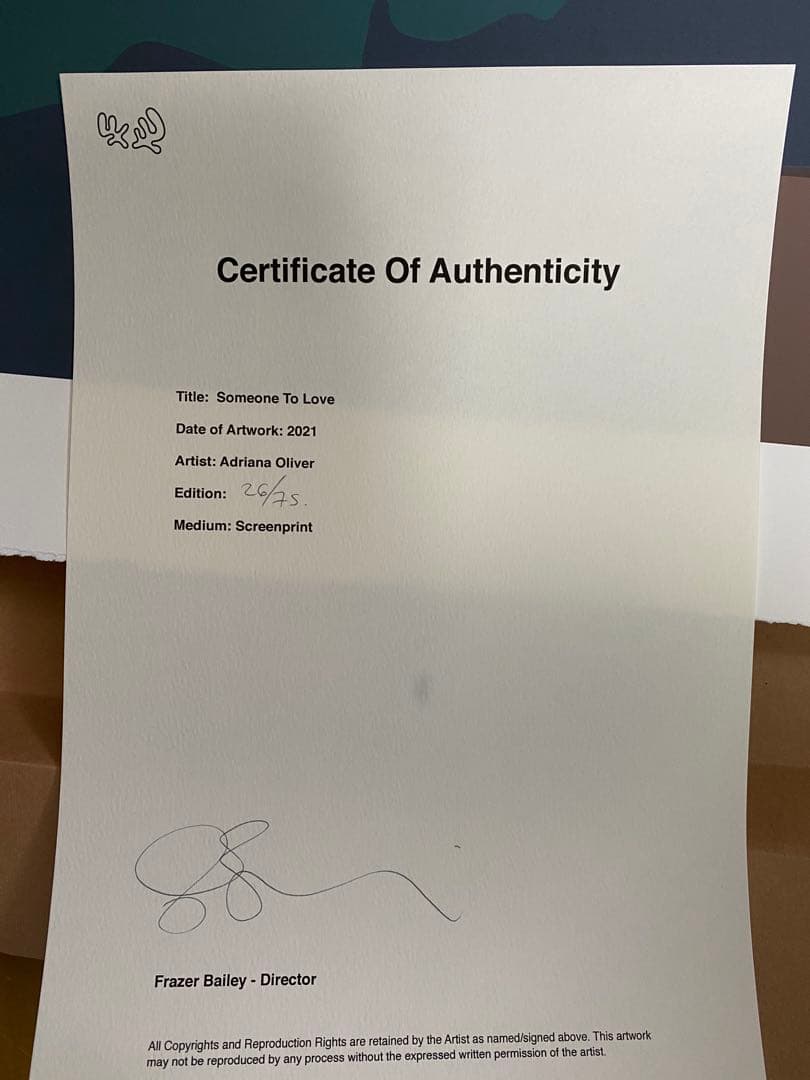 Certificate Of Authenticity
Title: Someone To Love
Date of Artwork: 2021
Artist: Adriana Oliver
Edition: 26/75.
Medium: Screenprint
Frazer Bailey - Director
All Copyrights and Reproduction Rights are retained by the Artist as named/signed above. This artwork
may not be reproduced by any process without the expressed written permission of the artist.